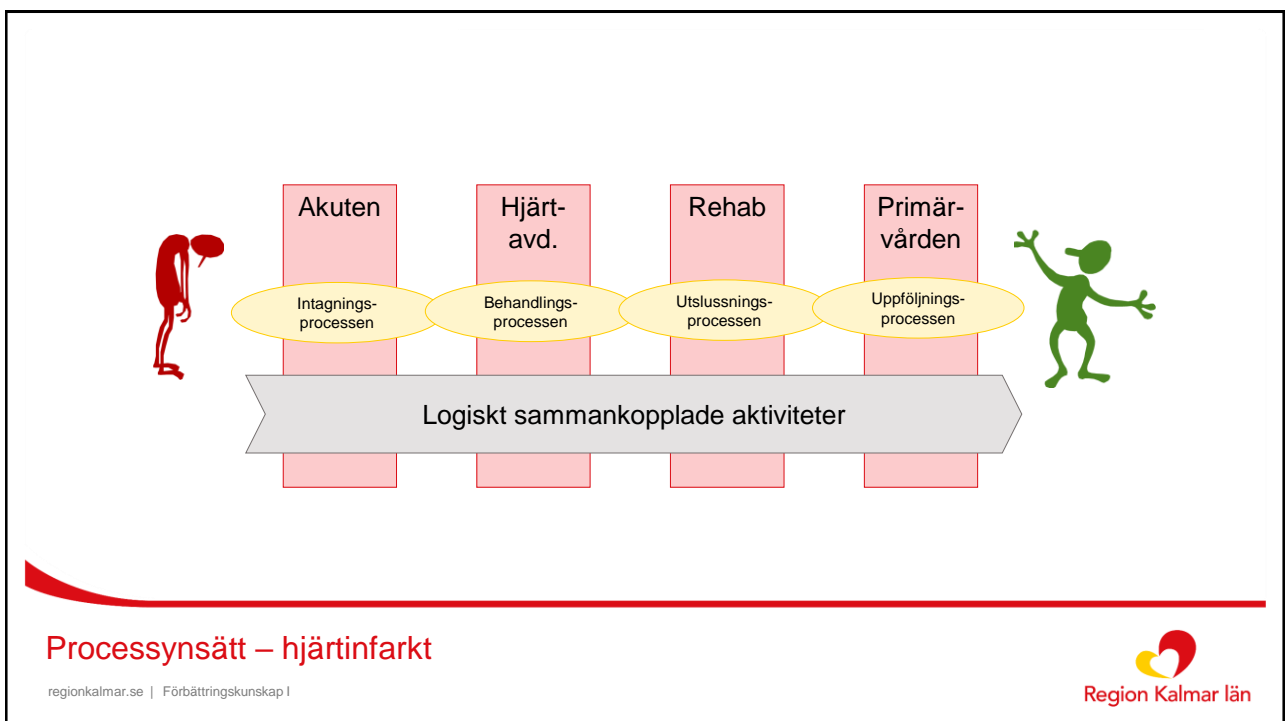 Akuten
Hjärt-
avd.
Rehab
Primär-
vården
Intagnings-
processen
Behandlings-
processen
Utslussnings-
processen
Uppföljnings-
processen
Logiskt sammankopplade aktiviteter
Processynsätt – hjärtinfarkt
regionkalmar.se | Förbättringskunskap I
Region Kalmar län